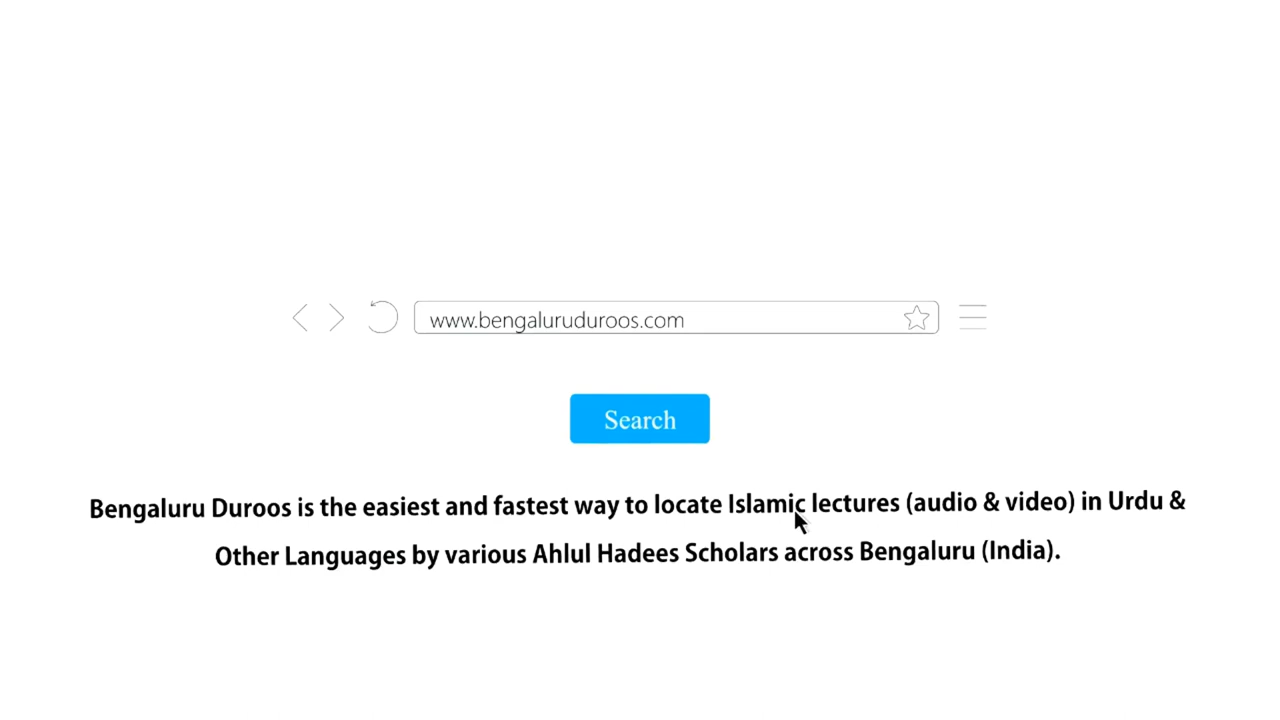 www.bengaluruduroos.com
Search
Bengaluru Duroos is the easiest and fastest way to locate Islamic lectures (audio & video) in Urdu &
Other Languages by various Ahlul Hadees Scholars across Bengaluru (India).